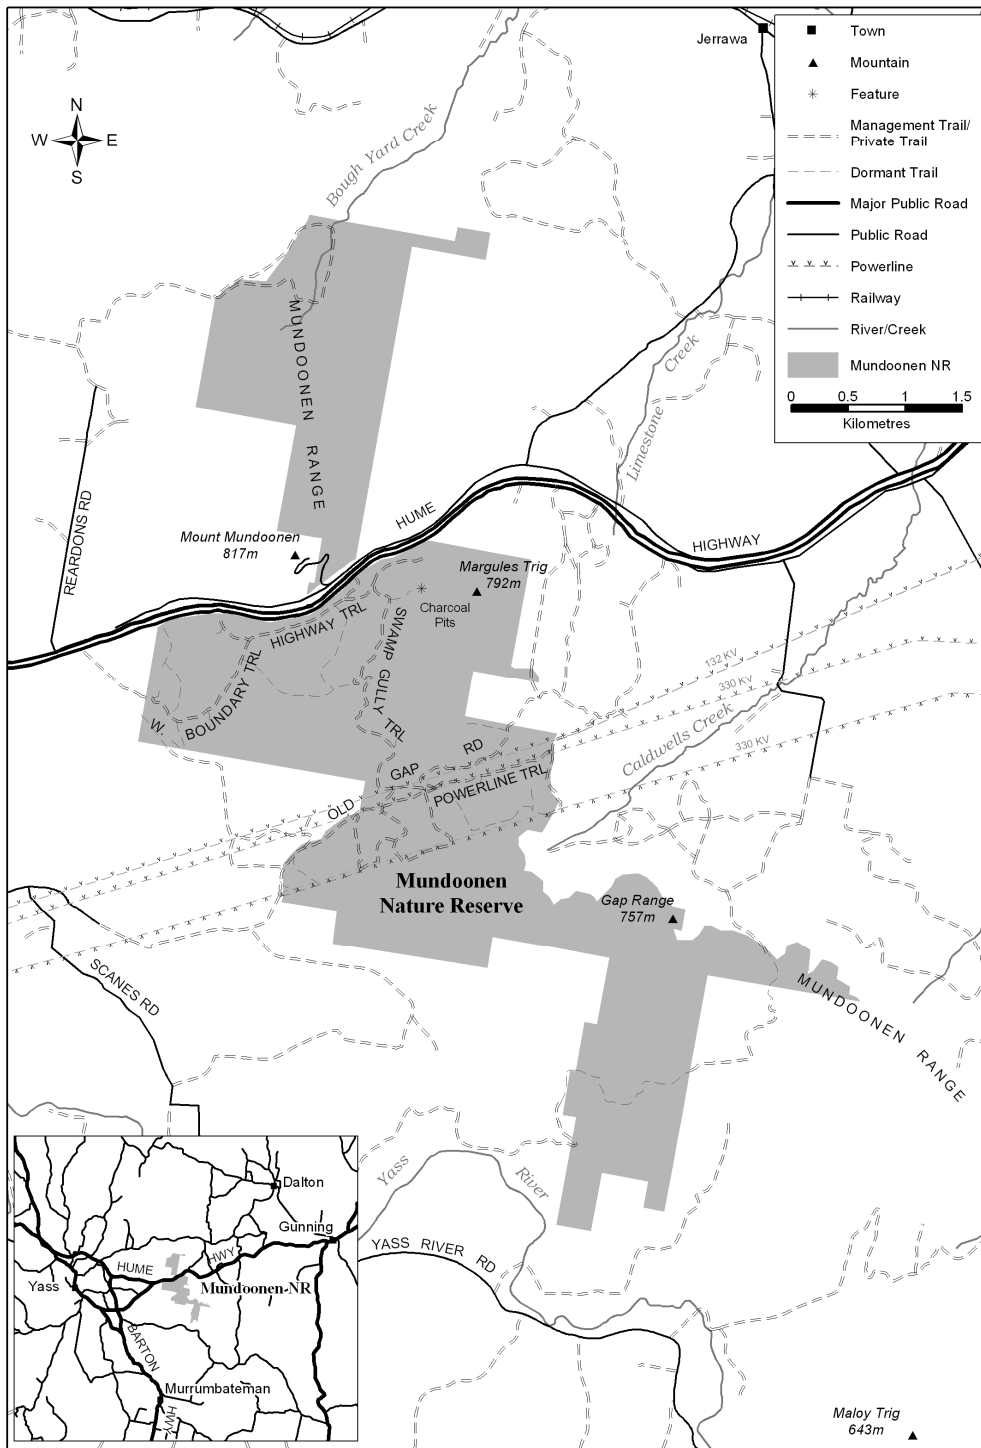 Jerrawa
Town
Mountain
Feature
Management Trail/
Private Trail
Dormant Trail
Major Public Road
Public Road
Powerline
Railway
River/Creek
Mundoonen NR
0 0.5 1 1.5
Kilometres
N
W E
S
Bough Yard Creek
MUNDOONEN RANGE
Limestone Creek
REARDONS RD
Mount Mundoonen
817m
HUME
HIGHWAY
Margules Trig
792m
Charcoal
Pits
HIGHWAY TRL
SWAMP GULLY TRL
W. BOUNDARY TRL
132 KV
330 KV
330 KV
Caldwells Creek
OLD GAP RD
POWERLINE TRL
Mundoonen
Nature Reserve
Gap Range
757m
SCANES RD
MUNDOONEN RANGE
Yass River
YASS RIVER RD
Dalton
Gunning
HUME HWY
Yass
Mundoonen NR
BARTON HWY
Murrumbateman
Maloy Trig
643m